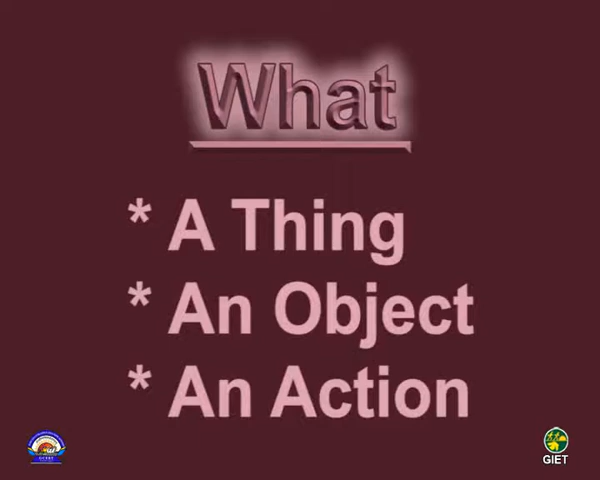 What
* A Thing
* An Object
* An Action
GIET